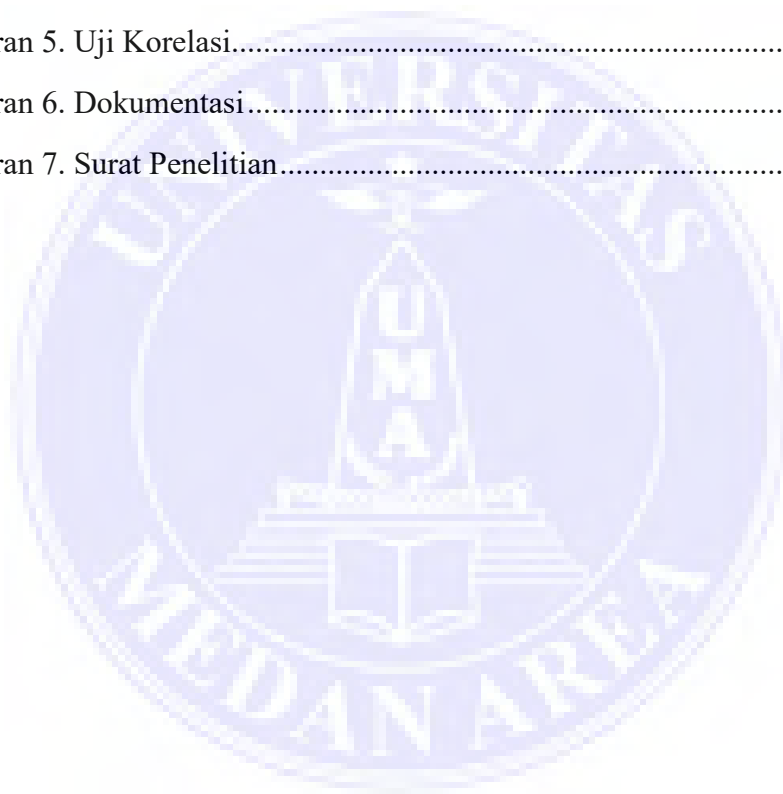 ran 5. Uji Korelasi.....................................................................
ran 6. Dokumentasi...................................................................
ran 7. Surat Penelitian...............................................................
UNIVERSITAS
UMA
MEDAN AREA